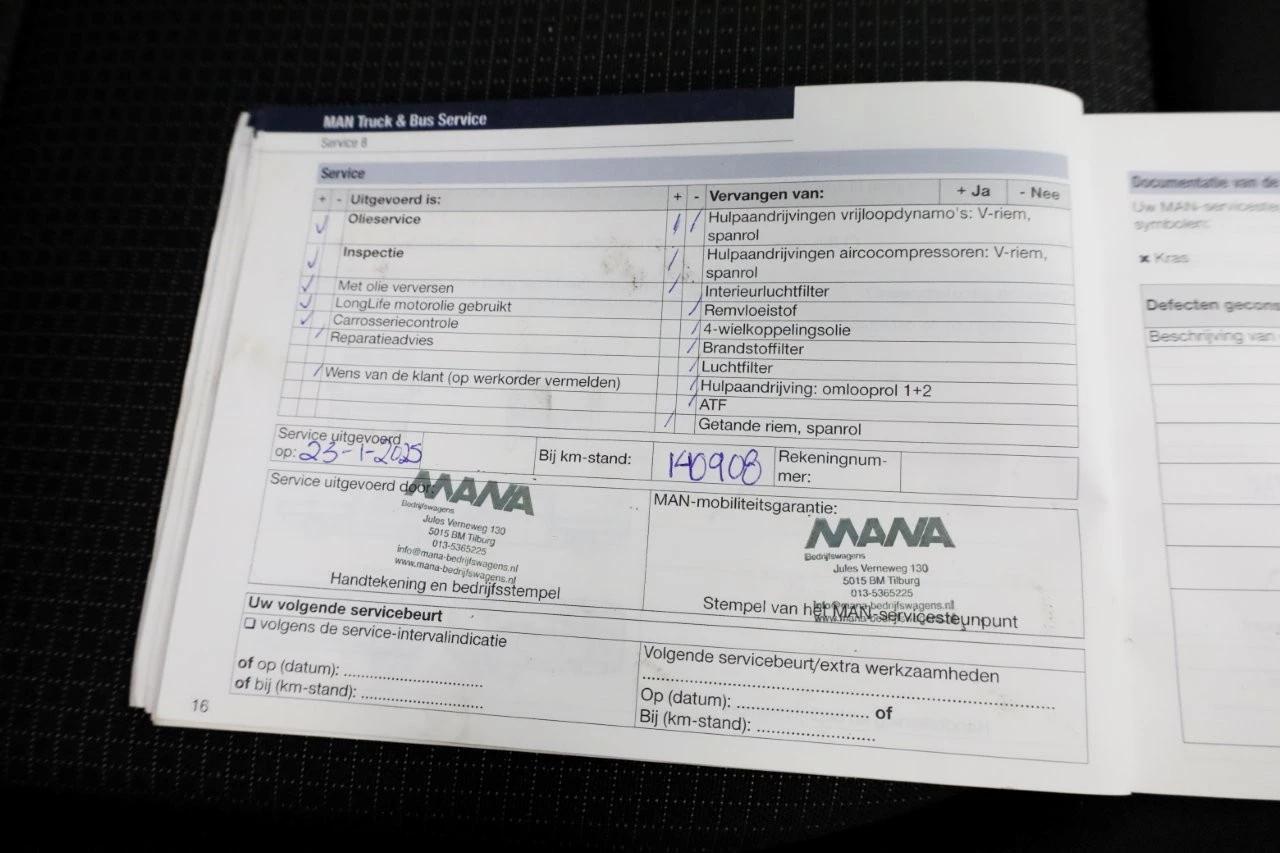 MAN Truck & Bus Service
Service 8
Service
+ - Uitgevoerd is:
Olieservice
Inspectie
Met olie verversen
LongLife motorolie gebruikt
Carrosseriecontrole
Reparatieadvies
Wens van de klant (op werkorder vermelden)
+ - Vervangen van: + Ja - Nee
Hulpaandrijvingen vrijloopdynamo's: V-riem,
spanrol
Hulpaandrijvingen aircocompressoren: V-riem,
spanrol
Interieurluchtfilter
Remvloeistof
4-wielkoppelingsolie
Brandstoffilter
Luchtfilter
Hulpaandrijving: omlooprol 1+2
ATF
Getande riem, spanrol
Service uitgevoerd
op: 23-1-2025
Bij km-stand: 140908
Rekeningnum-
mer:
Service uitgevoerd door:
MANA
Bedrijfswagens
Jules Verneweg 130
5015 BM Tilburg
013-5365225
info@mana-bedrijfswagens.nl
www.mana-bedrijfswagens.nl
Handtekening en bedrijfsstempel
MAN-mobiliteitsgarantie:
MANA
Bedrijfswagens
Jules Verneweg 130
5015 BM Tilburg
013-5365225
info@mana-bedrijfswagens.nl
Stempel van het MAN-servicesteunpunt
Uw volgende servicebeurt
❏ volgens de service-intervalindicatie
of op (datum): ..............................
of bij (km-stand): ..........................
Volgende servicebeurt/extra werkzaamheden
Op (datum): .............................. of
Bij (km-stand): ..........................
16
Documentatie van de
Uw MAN-servicesteu
symbolen:
× Kras
Defecten gecons
Beschrijving van